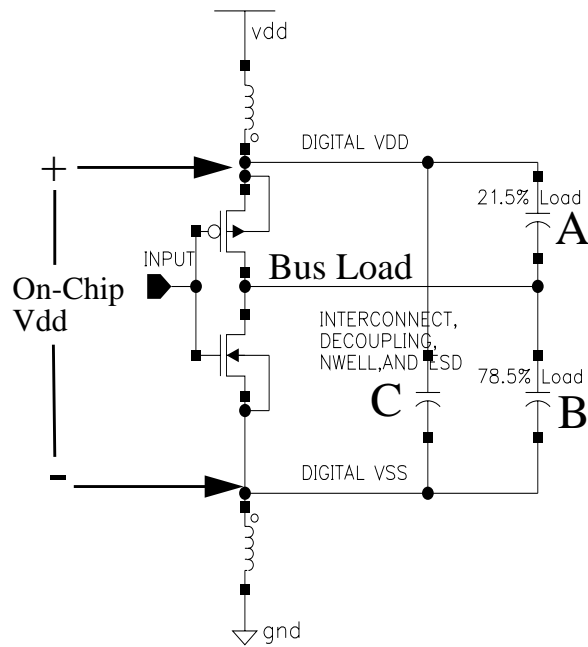 vdd
DIGITAL VDD
+
21.5% Load
A
INPUT
Bus Load
On-Chip
Vdd
INTERCONNECT,
DECOUPLING,
NWELL,AND ESD
78.5% Load
C
B
-
DIGITAL VSS
gnd